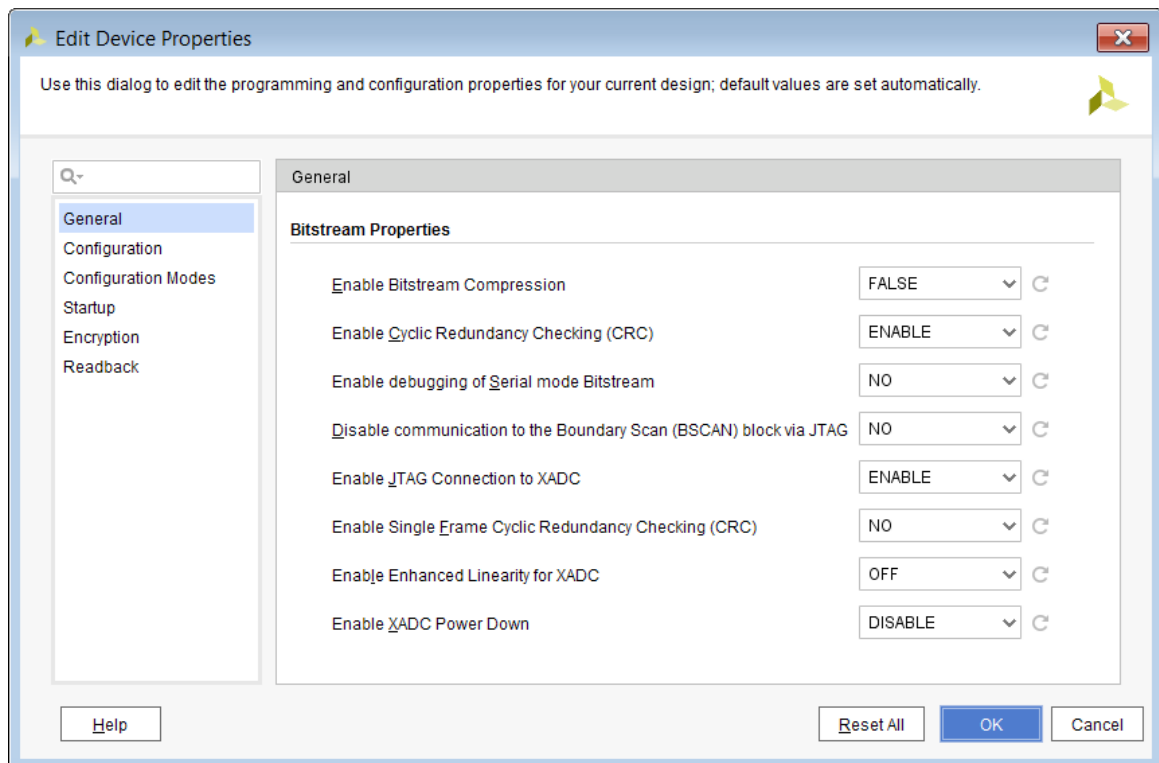 Edit Device Properties
Use this dialog to edit the programming and configuration properties for your current design; default values are set automatically.
General
Configuration
Configuration Modes
Startup
Encryption
Readback
General
Bitstream Properties
Enable Bitstream Compression FALSE
Enable Cyclic Redundancy Checking (CRC) ENABLE
Enable debugging of Serial mode Bitstream NO
Disable communication to the Boundary Scan (BSCAN) block via JTAG NO
Enable JTAG Connection to XADC ENABLE
Enable Single Frame Cyclic Redundancy Checking (CRC) NO
Enable Enhanced Linearity for XADC OFF
Enable XADC Power Down DISABLE
Help Reset All OK Cancel